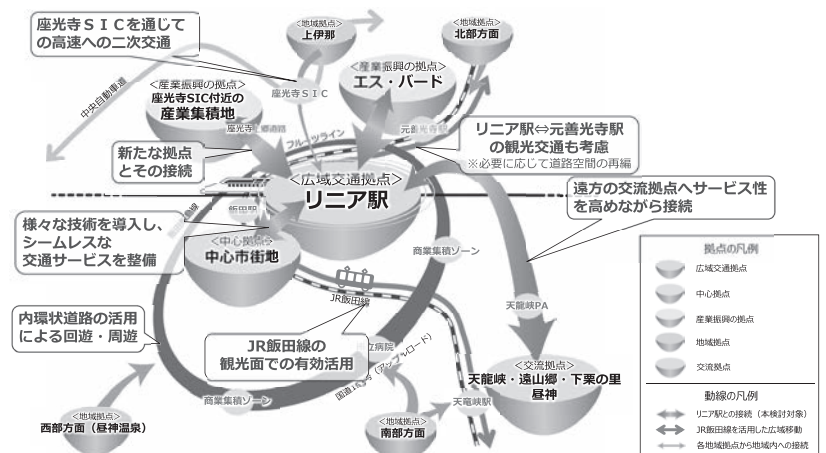 座光寺ＳＩＣを通じて
の高速への二次交通
<地域拠点>
上伊那
<地域拠点>
北部方面
中央自動車道
座光寺ＳＩＣ
<産業振興の拠点>
エス・バード
<産業振興の拠点>
座光寺SIC付近の
産業集積地
フルーツライン
新たな拠点
とその接続
リニア駅⇔元善光寺駅
の観光交通も考慮
※必要に応じて道路空間の再編
<広域交通拠点>
リニア駅
遠方の交流拠点へサービス性
を高めながら接続
様々な技術を導入し、
シームレスな
交通サービスを整備
飯田駅
<中心拠点>
中心市街地
商業集積ゾーン
JR飯田線
天龍峡PA
内環状道路の活用
による回遊・周遊
JR飯田線の
観光面での有効活用
立病院
商業集積ゾーン
<交流拠点>
天龍峡・遠山郷・下栗の里
昼神
天竜峡駅
<地域拠点>
西部方面（昼神温泉）
<地域拠点>
南部方面
拠点の凡例
広域交通拠点
中心拠点
産業振興の拠点
地域拠点
交流拠点
動線の凡例
リニア駅との接続（本検討対象）
JR飯田線を活用した広域移動
各地域拠点から地域内への接続